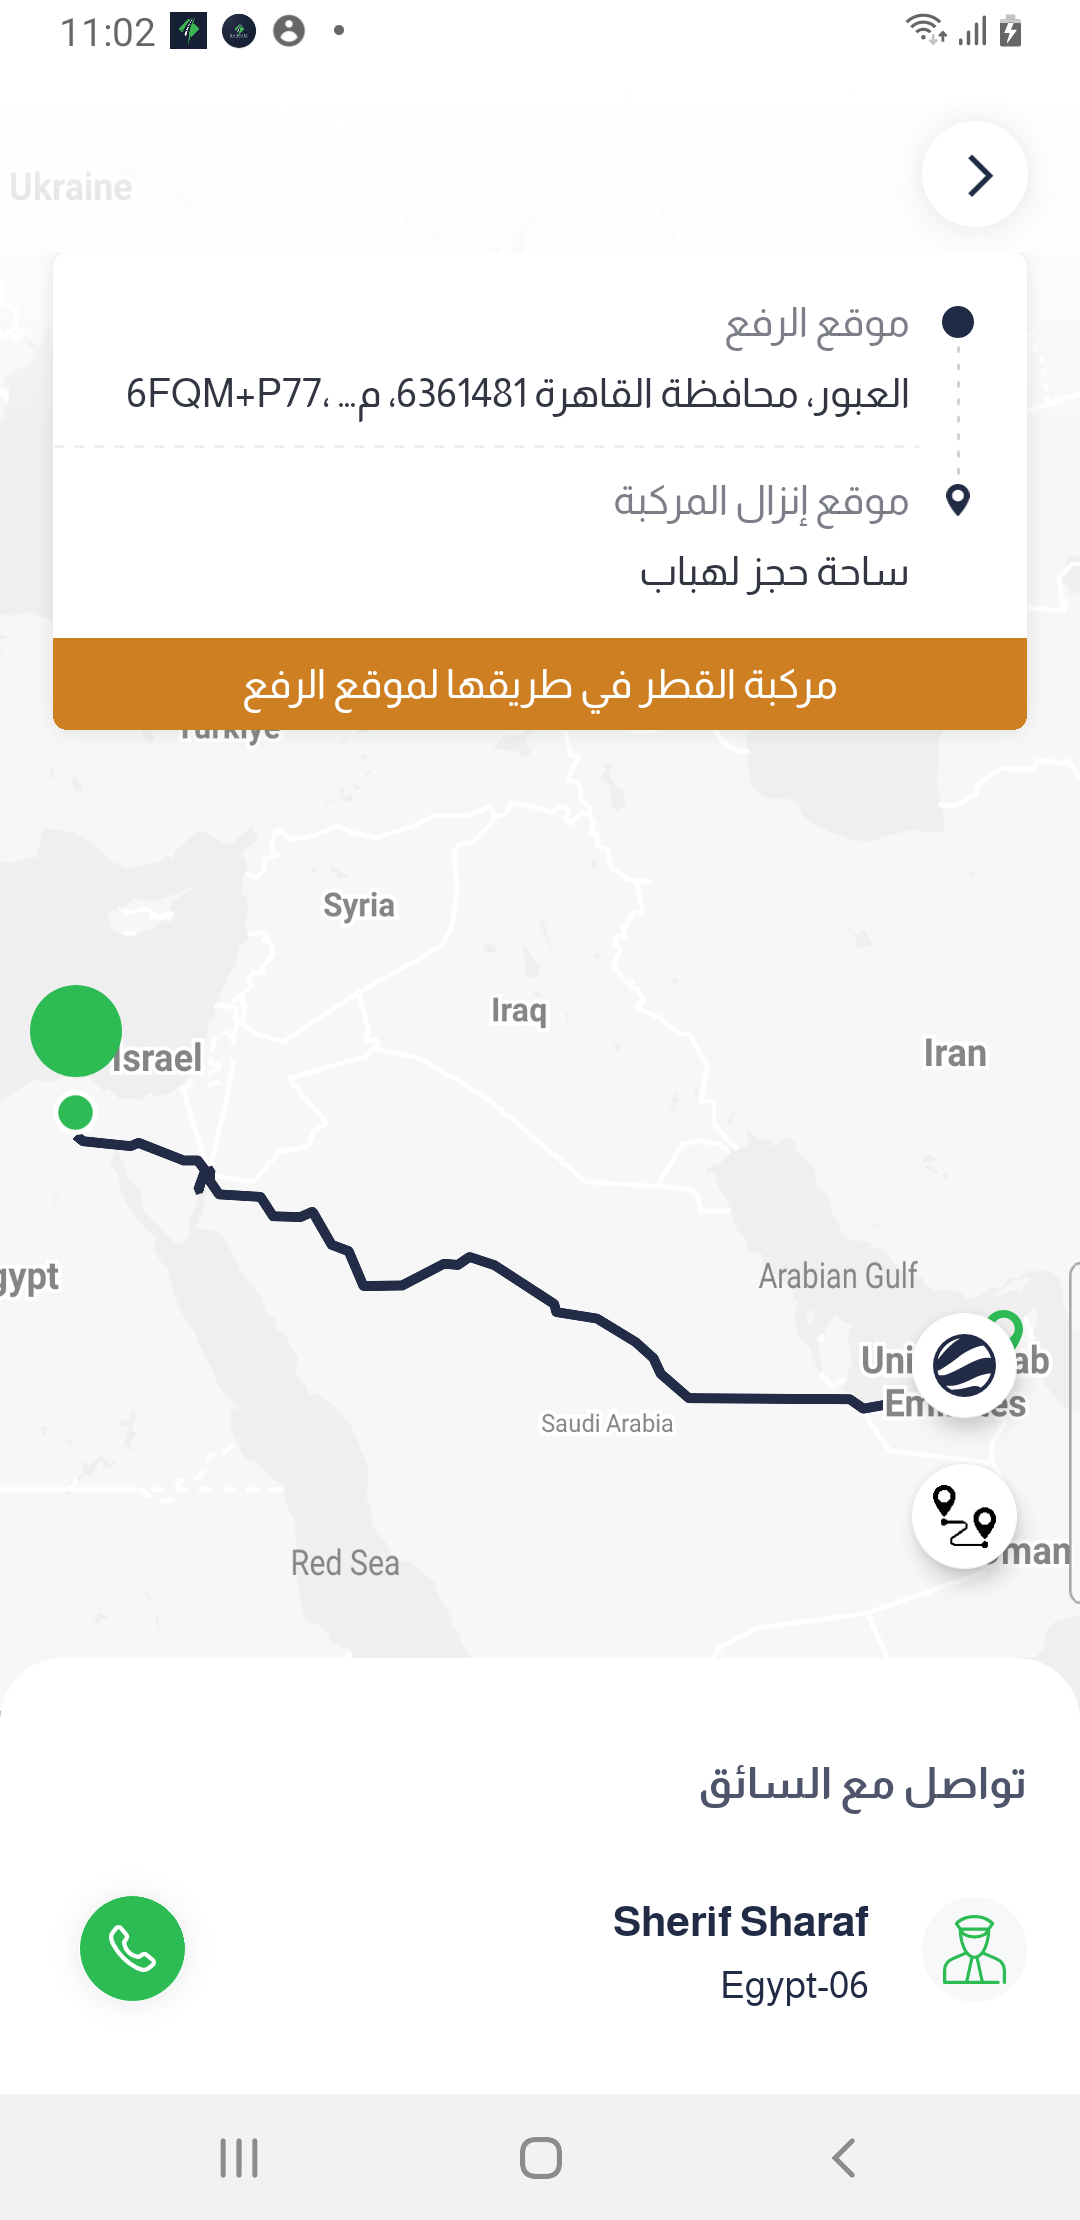 11:02
Ukraine
موقع الرفع
6FQM+P77، العبور، محافظة القاهرة 6361481، م...
موقع إنزال المركبة
ساحة حجز لهباب
مركبة القطر في طريقها لموقع الرفع
Türkiye
Syria
Iraq
Israel
Iran
gypt
Arabian Gulf
Uni ab
Em es
Saudi Arabia
Red Sea
man
تواصل مع السائق
Sherif Sharaf
Egypt-06